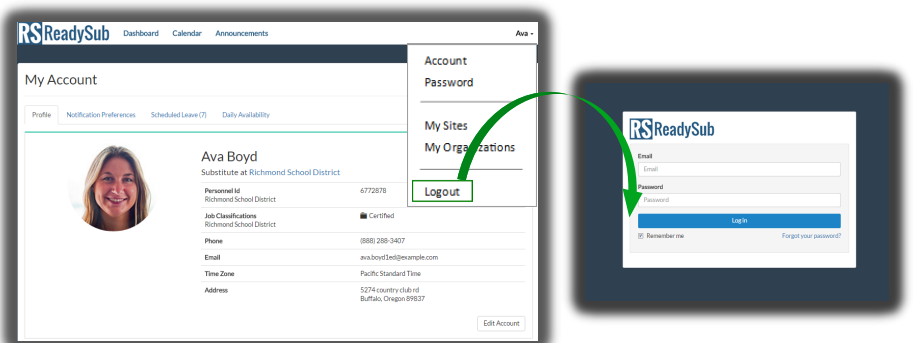 RS ReadySub Dashboard Calendar Announcements Ava
My Account
Profile Notification Preferences Scheduled Leave (7) Daily Availability
Ava Boyd
Substitute at Richmond School District
Personnel Id 6772878
Richmond School District
Job Classifications Certified
Richmond School District
Phone (888) 288-3407
Email ava.boyd1ed@example.com
Time Zone Pacific Standard Time
Address 5274 country club rd
Buffalo, Oregon 89837
Edit Account
Account
Password
My Sites
My Organizations
Logout
RS ReadySub
Email
Email
Password
Password
Log in
Remember me Forgot your password?